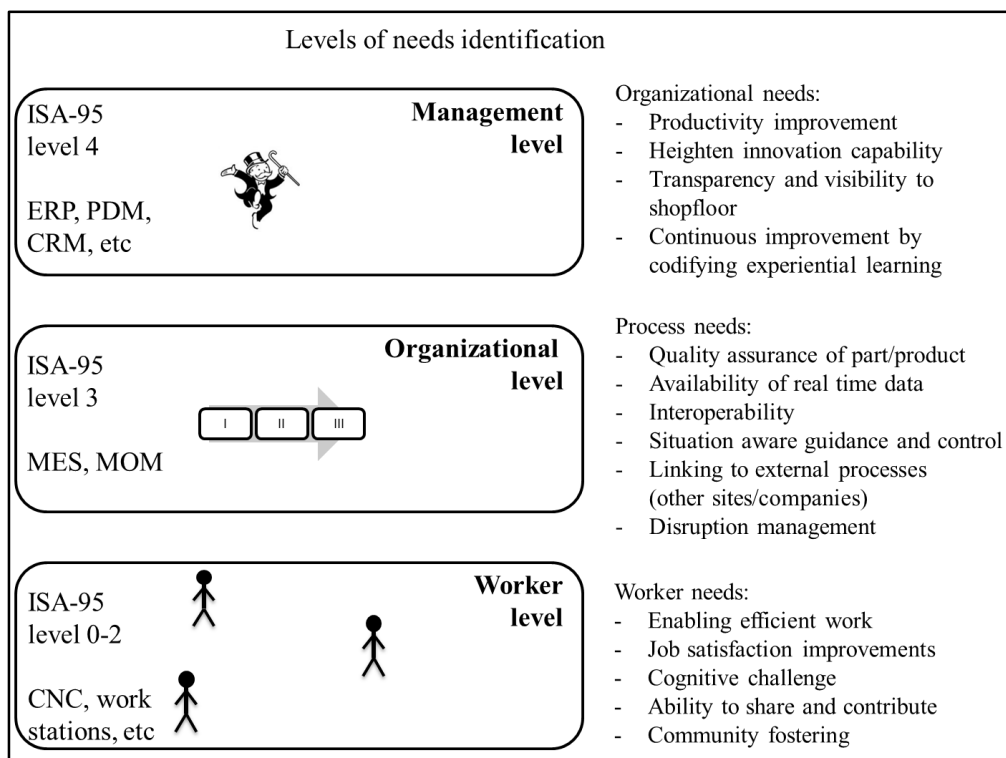 Levels of needs identification
ISA-95
level 4
ERP, PDM,
CRM, etc
Management
level
Organizational needs:
- Productivity improvement
- Heighten innovation capability
- Transparency and visibility to
shopfloor
- Continuous improvement by
codifying experiential learning
ISA-95
level 3
MES, MOM
Organizational
level
I
II
III
Process needs:
- Quality assurance of part/product
- Availability of real time data
- Interoperability
- Situation aware guidance and control
- Linking to external processes
(other sites/companies)
- Disruption management
ISA-95
level 0-2
CNC, work
stations, etc
Worker
level
Worker needs:
- Enabling efficient work
- Job satisfaction improvements
- Cognitive challenge
- Ability to share and contribute
- Community fostering